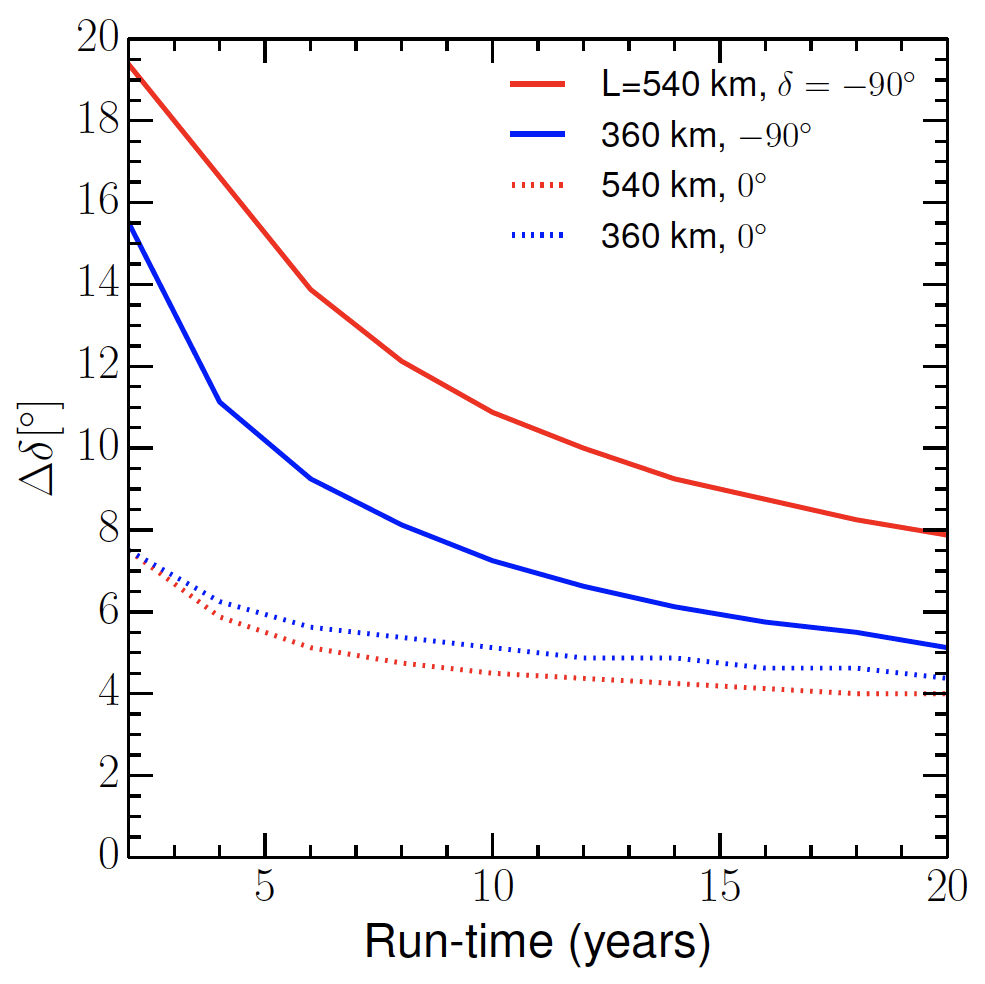 20
18
16
14
12
10
8
6
4
2
0
Δδ[°]
L=540 km, δ = −90°
360 km, −90°
540 km, 0°
360 km, 0°
5 10 15 20
Run-time (years)